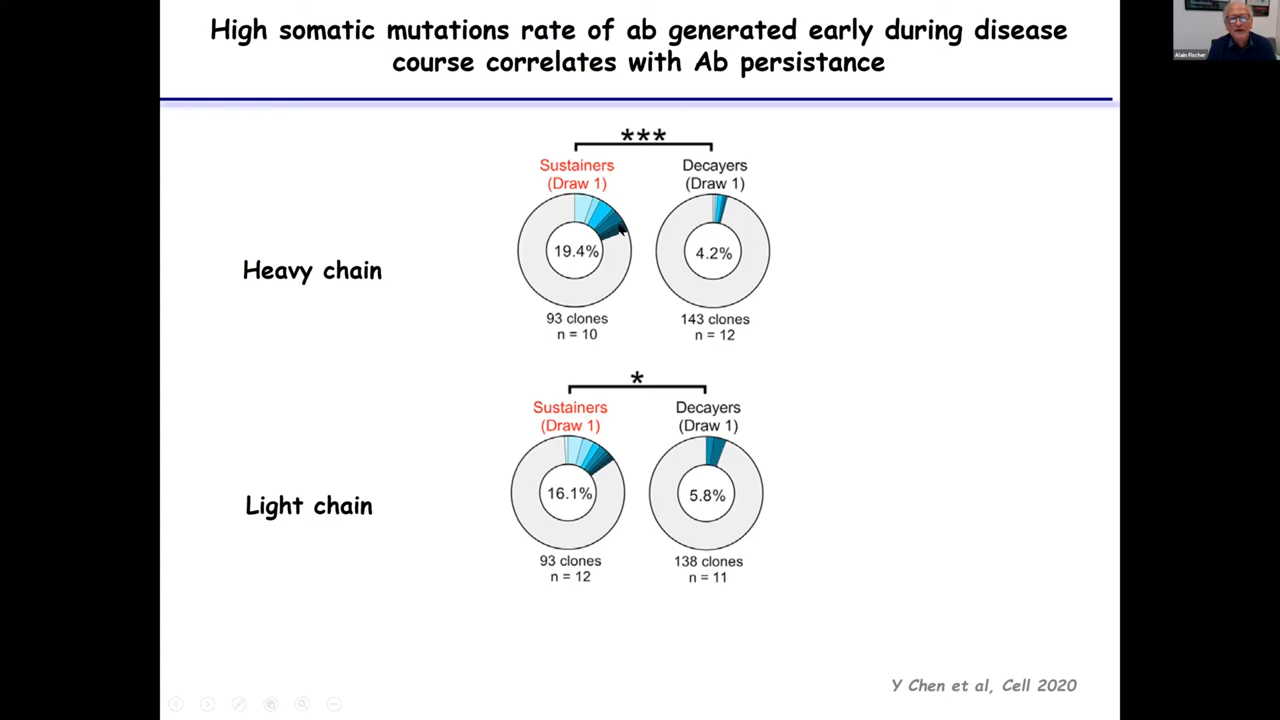 High somatic mutations rate of ab generated early during disease
course correlates with Ab persistance
Alain Fischer
***
Sustainers
(Draw 1)
Decayers
(Draw 1)
19.4%
4.2%
Heavy chain
93 clones
n = 10
143 clones
n = 12
*
Sustainers
(Draw 1)
Decayers
(Draw 1)
16.1%
5.8%
Light chain
93 clones
n = 12
138 clones
n = 11
Y Chen et al, Cell 2020